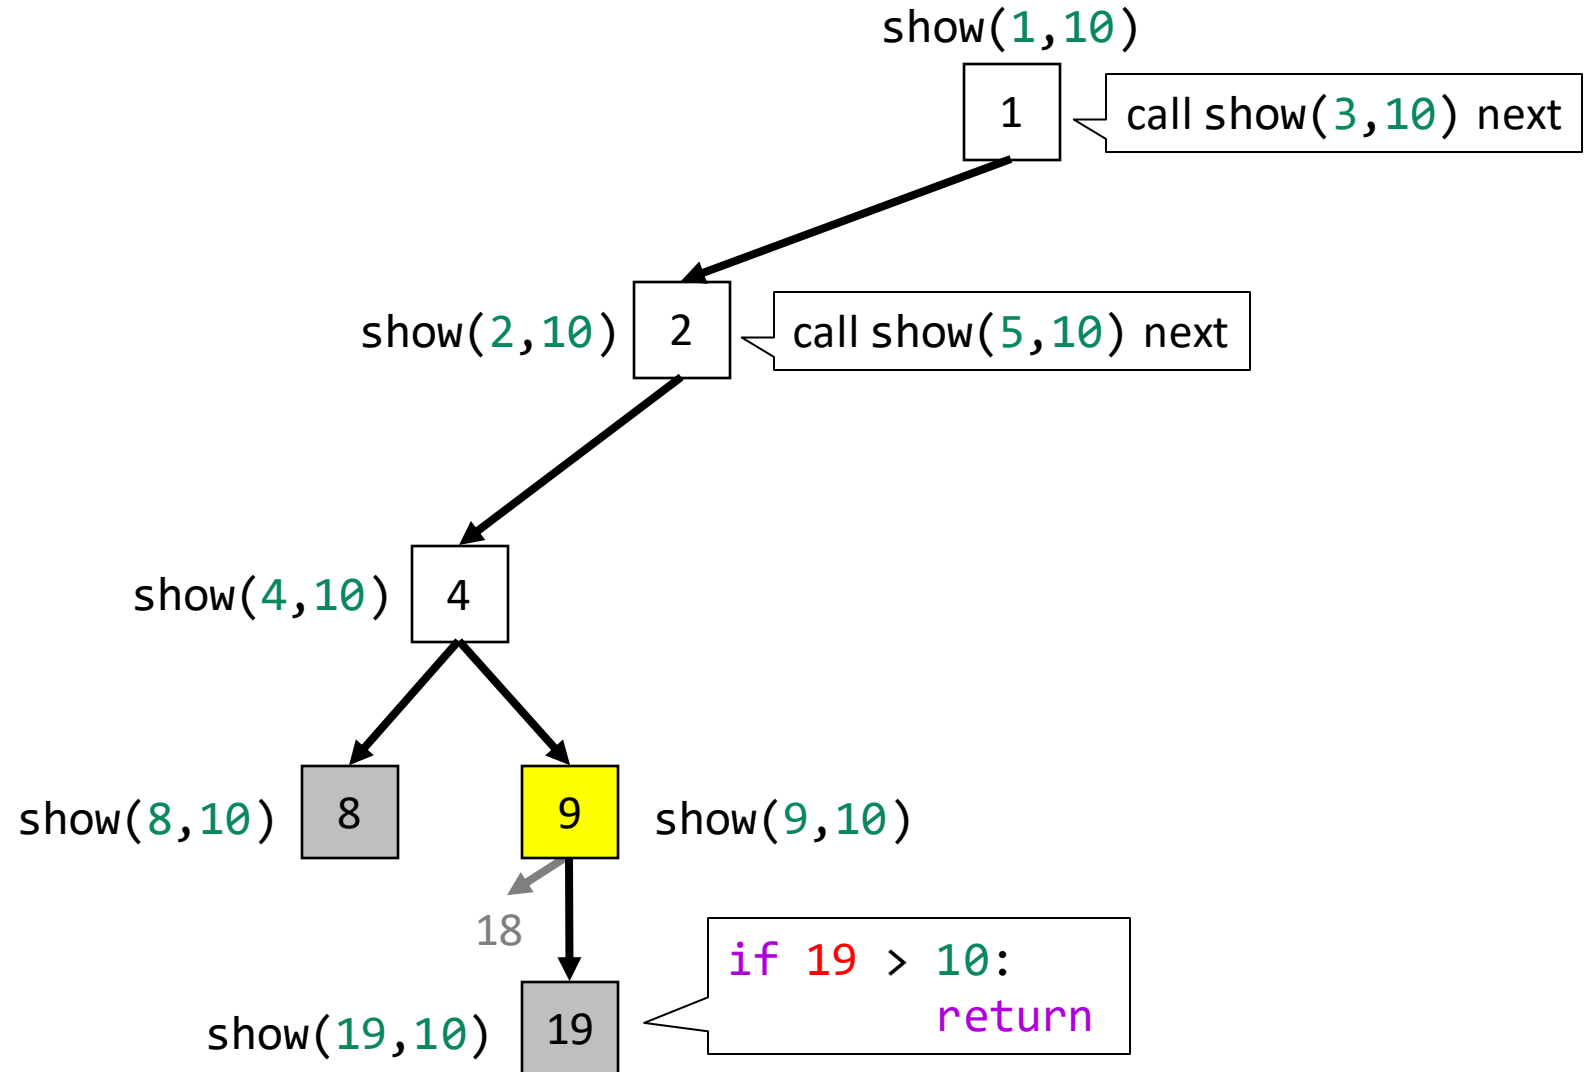 show(1,10)
1
call show(3,10) next
show(2,10)
2
call show(5,10) next
show(4,10)
4
show(8,10)
8
9
show(9,10)
18
if 19 > 10:
return
show(19,10)
19